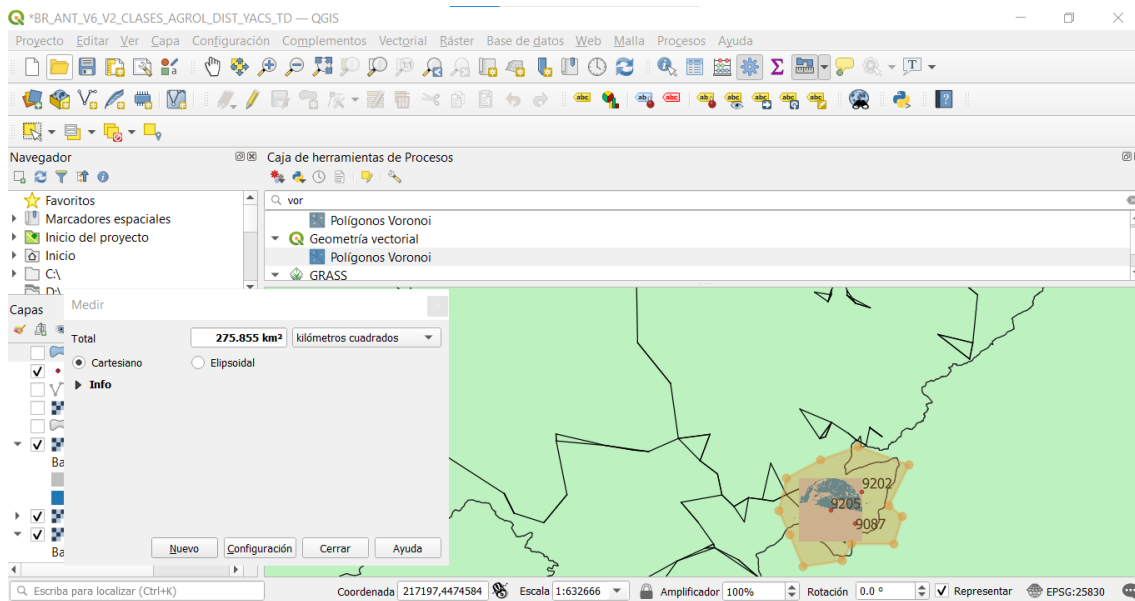 *BR_ANT_V6_V2_CLASES_AGROL_DIST_YACS_TD — QGIS
Proyecto Editar Ver Capa Configuración Complementos Vectorial Ráster Base de datos Web Malla Procesos Ayuda
Navegador
Caja de herramientas de Procesos
Favoritos
Marcadores espaciales
Inicio del proyecto
Inicio
C:\
D:\
vor
Polígonos Voronoi
Geometría vectorial
Polígonos Voronoi
GRASS
Capas
Medir
Total 275.855 km² kilómetros cuadrados
Cartesiano Elipsoidal
Info
Ba
Ba
Nuevo Configuración Cerrar Ayuda
9202
9205
9087
Escriba para localizar (Ctrl+K) Coordenada 217197,4474584 Escala 1:632666 Amplificador 100% Rotación 0.0 ° Representar EPSG:25830